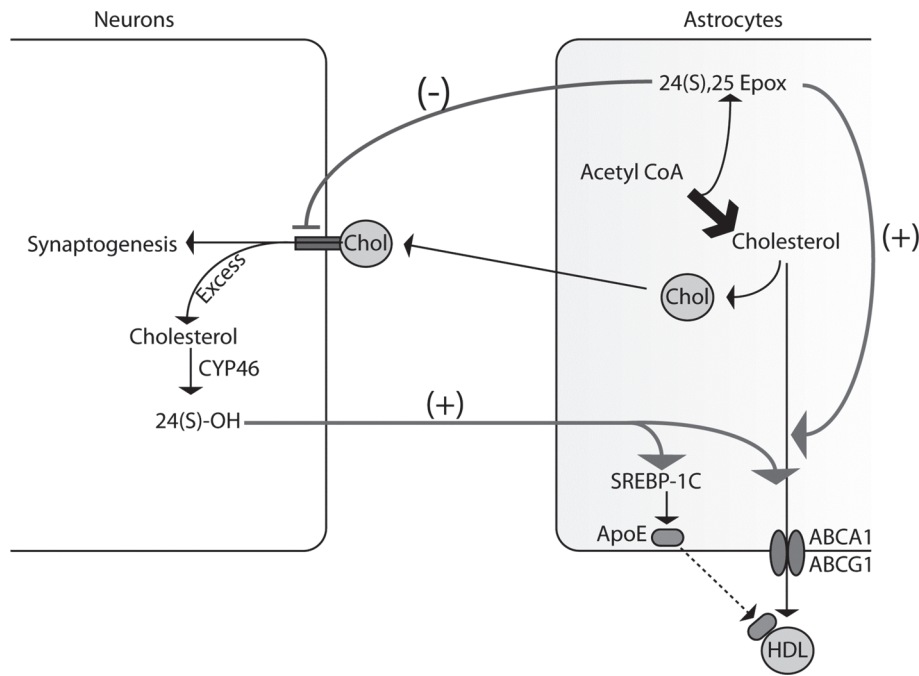 Neurons
Astrocytes
(-)
24(S),25 Epox
Acetyl CoA
(+)
Synaptogenesis
Chol
Cholesterol
Excess
Chol
Cholesterol
CYP46
(+)
24(S)-OH
SREBP-1C
ApoE
ABCA1
ABCG1
HDL